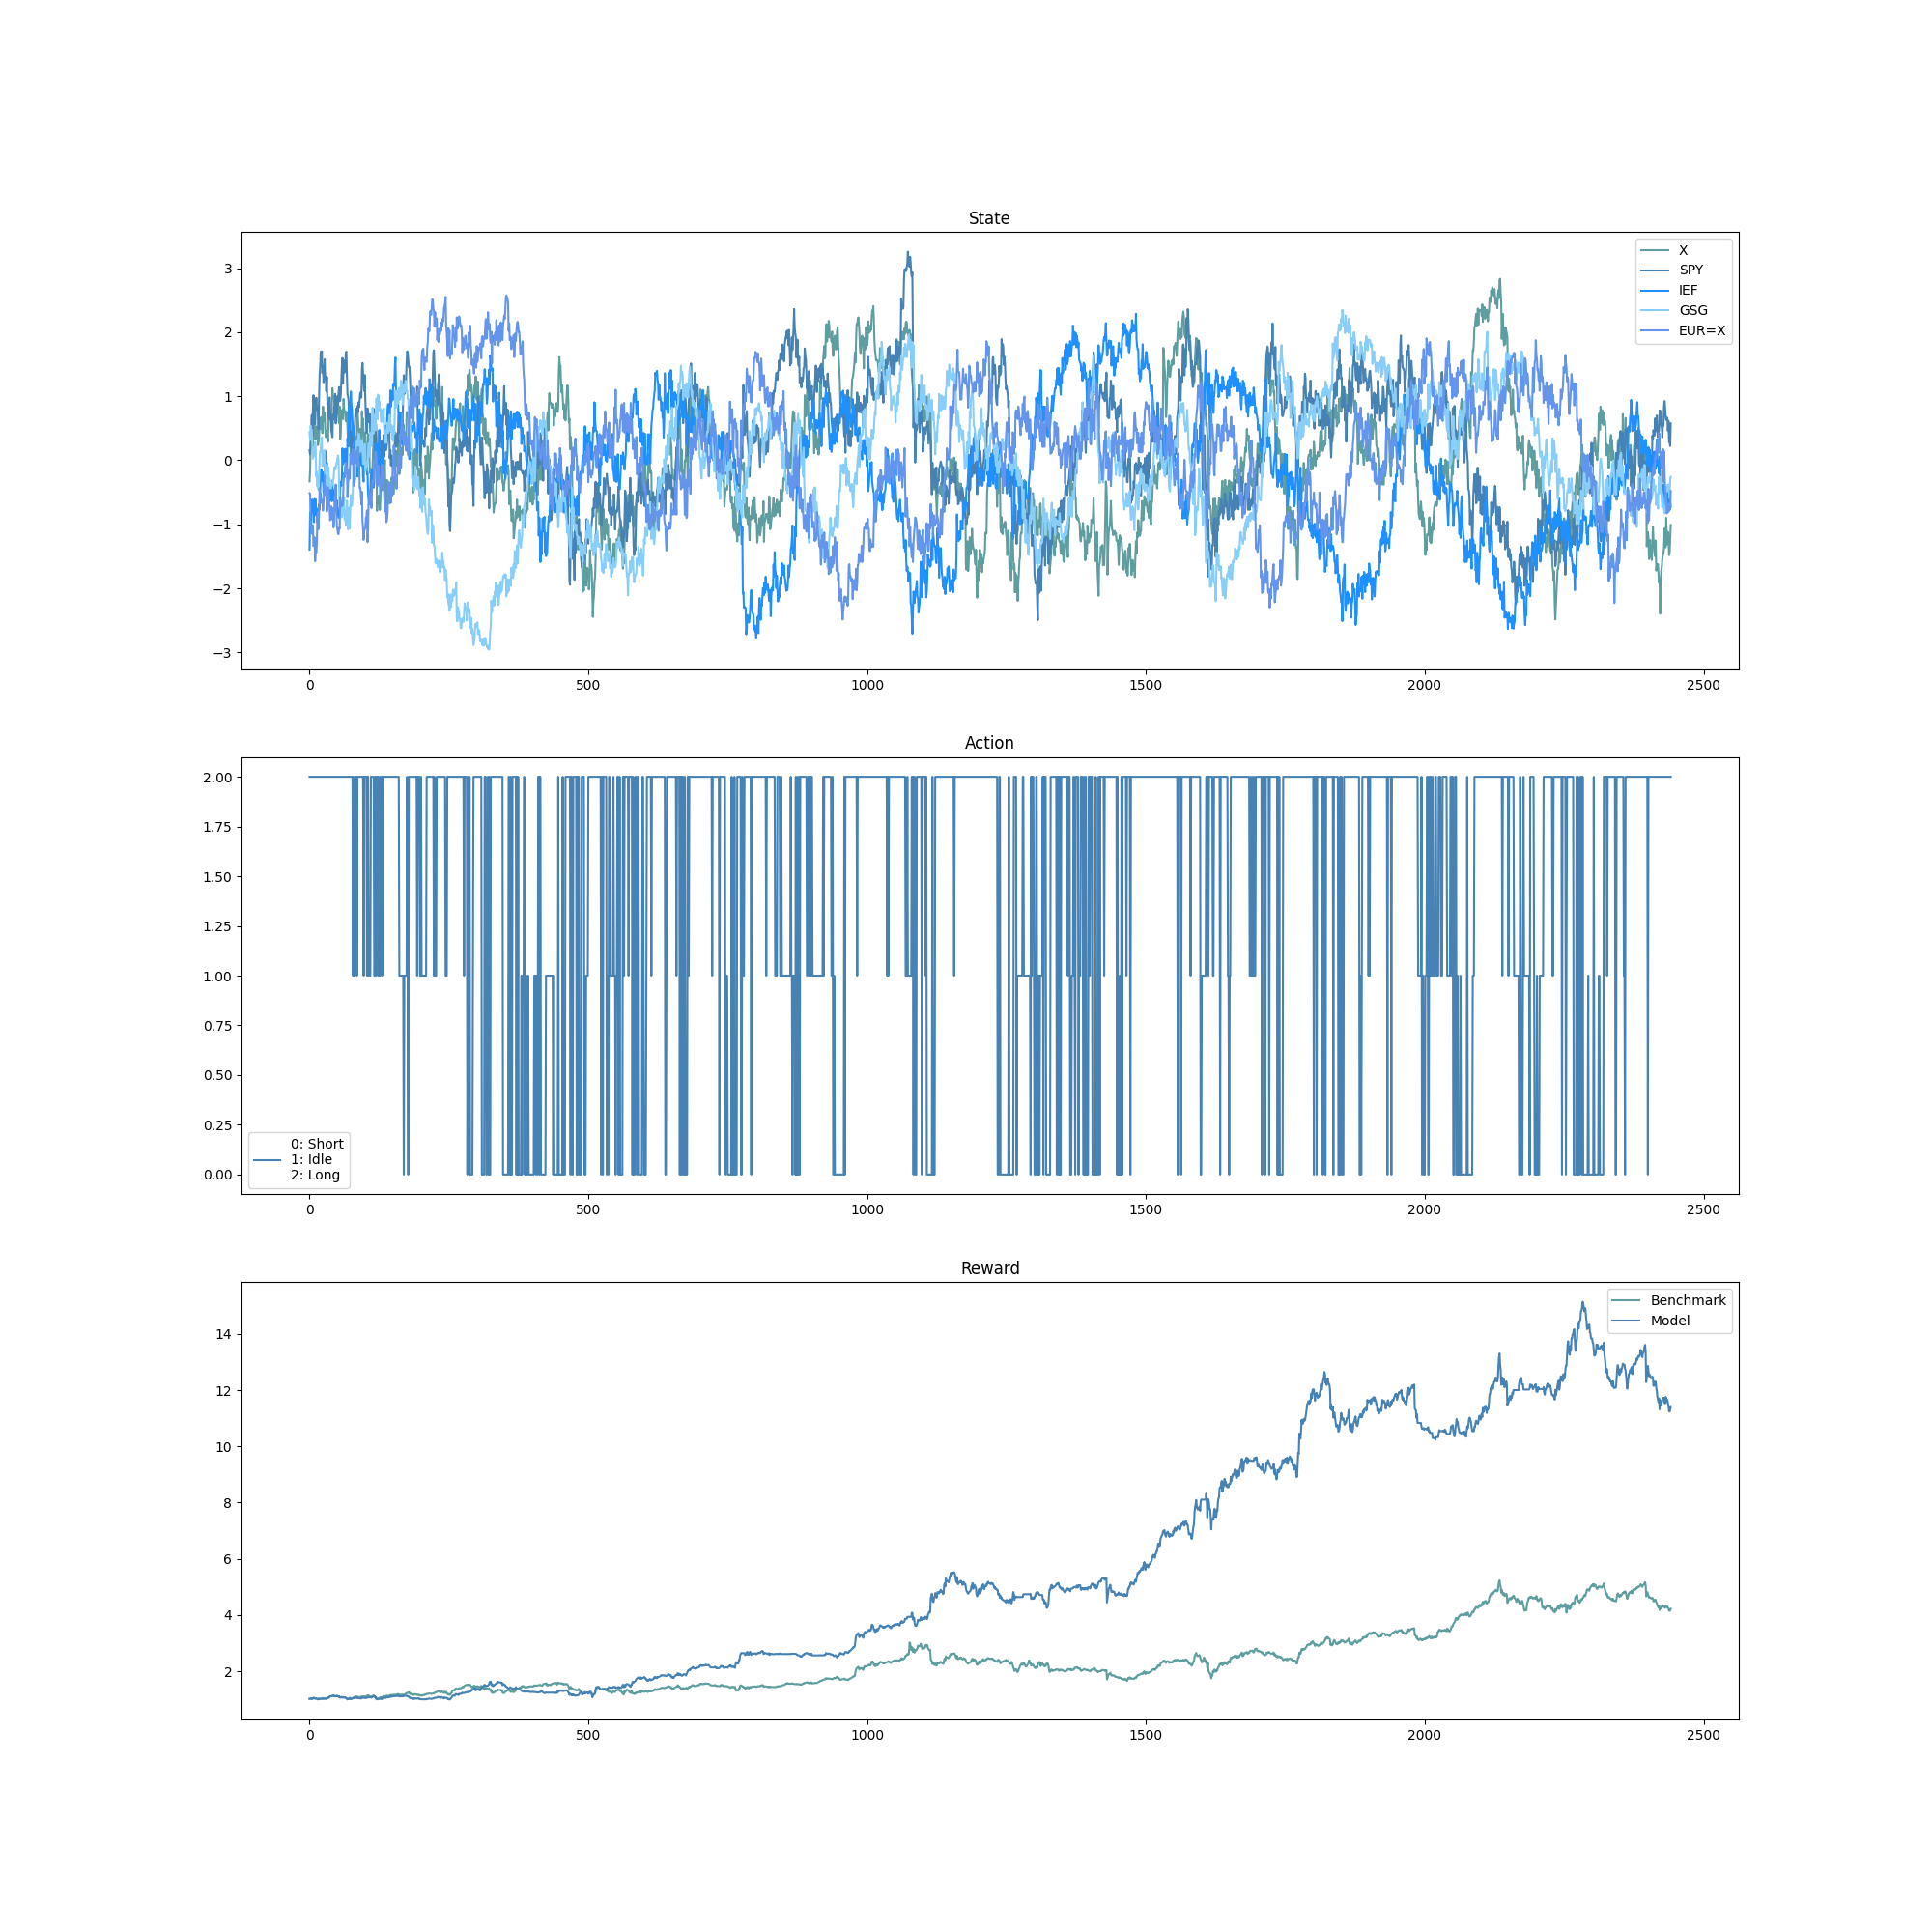 State
3
2
1
0
−1
−2
−3
X
SPY
IEF
GSG
EUR=X
0 500 1000 1500 2000 2500
Action
2.00
1.75
1.50
1.25
1.00
0.75
0.50
0.25
0.00
0: Short
1: Idle
2: Long
0 500 1000 1500 2000 2500
Reward
14
12
10
8
6
4
2
Benchmark
Model
0 500 1000 1500 2000 2500